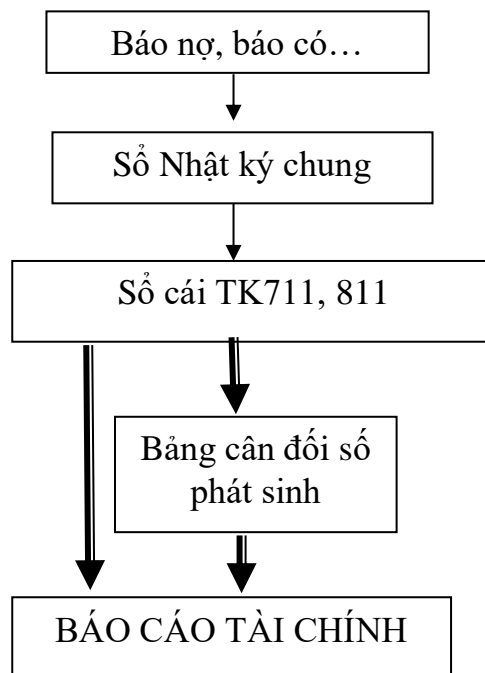 Báo nợ, báo có…
Sổ Nhật ký chung
Sổ cái TK711, 811
Bảng cân đối số
phát sinh
BÁO CÁO TÀI CHÍNH